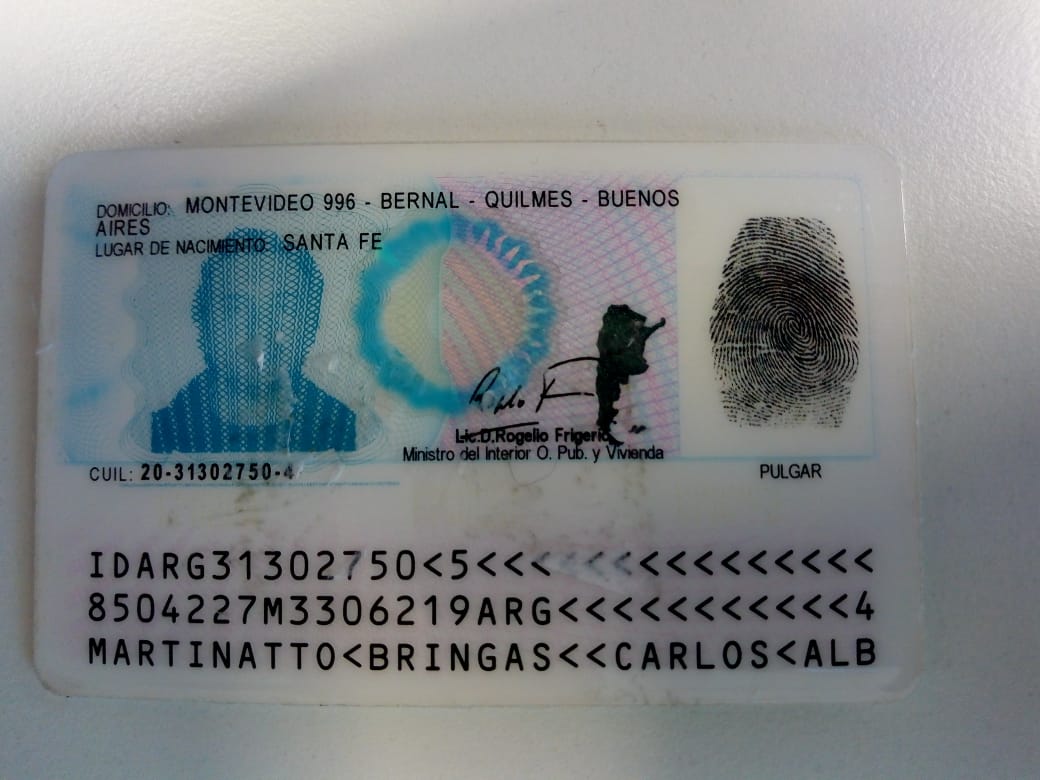 DOMICILIO: MONTEVIDEO 996 - BERNAL - QUILMES - BUENOS
AIRES
LUGAR DE NACIMIENTO: SANTA FE
Lic.D.Rogelio Frigerio
Ministro del Interior O. Pub. y Vivienda
CUIL: 20-31302750-4
PULGAR
IDARG31302750<5<<<<<<<<<<<<<<<
8504227M3306219ARG<<<<<<<<<<<4
MARTINATTO<BRINGAS<<CARLOS<ALB